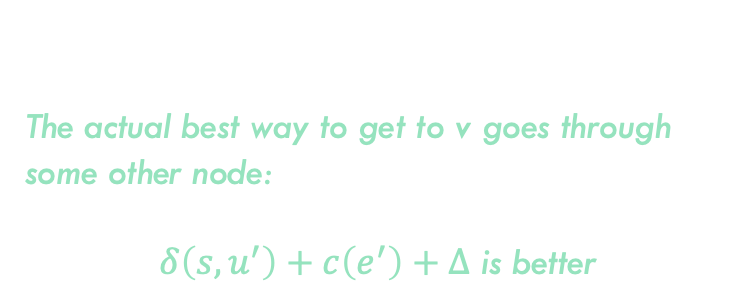 The actual best way to get to v goes through
some other node:
δ(s, u′) + c(e′) + Δ is better